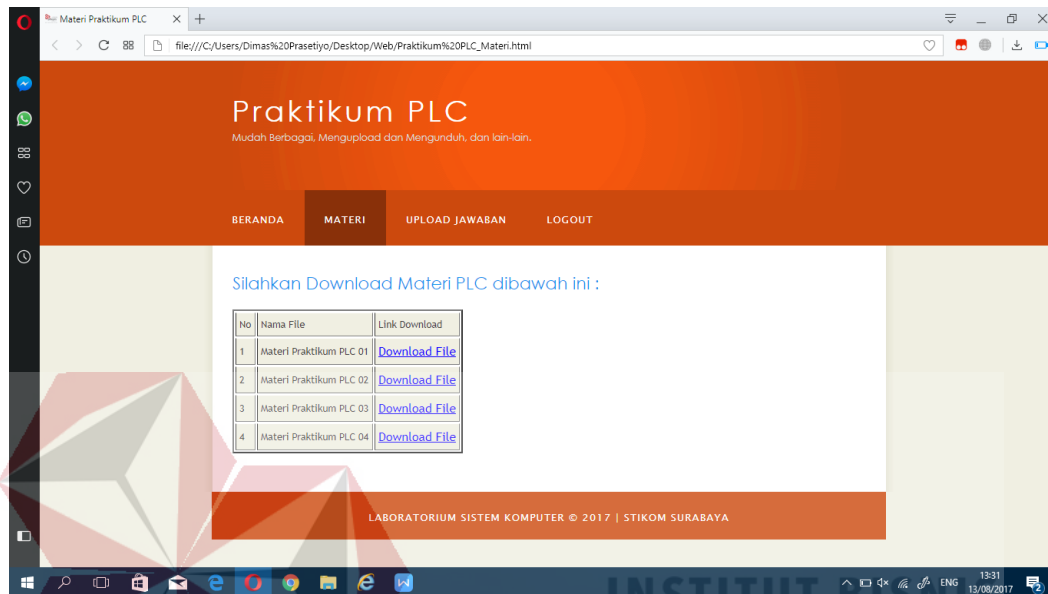 Materi Praktikum PLC
file:///C:/Users/Dimas%20Prasetiyo/Desktop/Web/Praktikum%20PLC_Materi.html
Praktikum PLC
Mudah Berbagai, Mengupload dan Mengunduh, dan lain-lain.
BERANDA MATERI UPLOAD JAWABAN LOGOUT
Silahkan Download Materi PLC dibawah ini :
No Nama File Link Download
1 Materi Praktikum PLC 01 Download File
2 Materi Praktikum PLC 02 Download File
3 Materi Praktikum PLC 03 Download File
4 Materi Praktikum PLC 04 Download File
LABORATORIUM SISTEM KOMPUTER © 2017 | STIKOM SURABAYA
ENG 13:31
13/08/2017